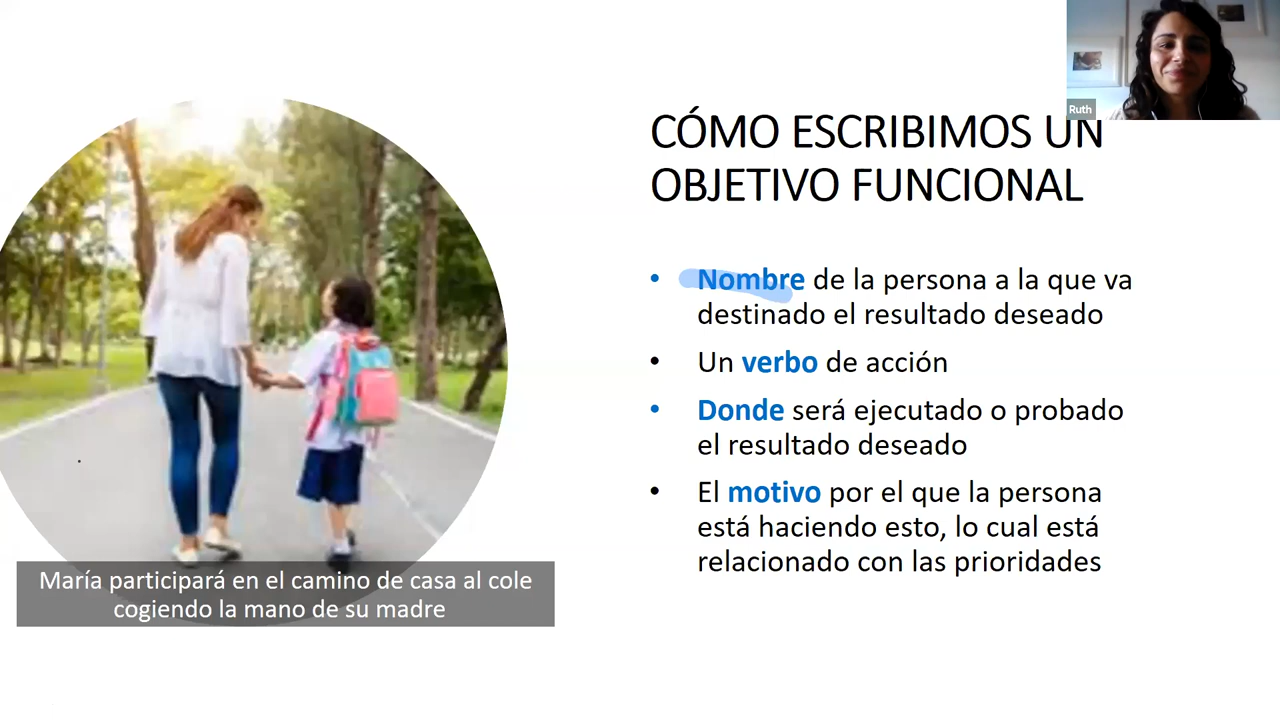 Ruth
CÓMO ESCRIBIMOS UN
OBJETIVO FUNCIONAL
• Nombre de la persona a la que va
destinado el resultado deseado
• Un verbo de acción
• Donde será ejecutado o probado
el resultado deseado
• El motivo por el que la persona
está haciendo esto, lo cual está
relacionado con las prioridades
María participará en el camino de casa al cole
cogiendo la mano de su madre